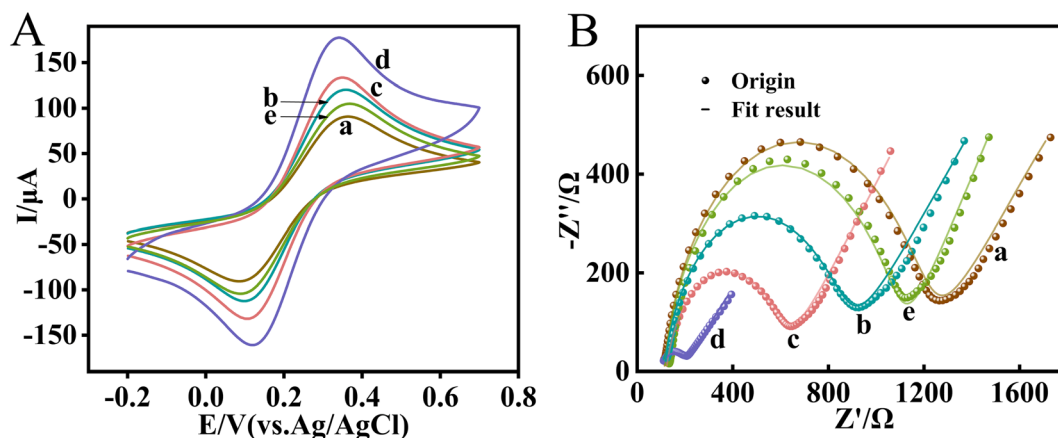 A
I/μA
150
100
50
0
-50
-100
-150
-0.2
0.0
0.2
0.4
0.6
0.8
E/V(vs.Ag/AgCl)
d
c
b
e
a
B
-Z''/Ω
600
400
200
0
0
400
800
1200
1600
Z'/Ω
Origin
Fit result
a
b
e
c
d